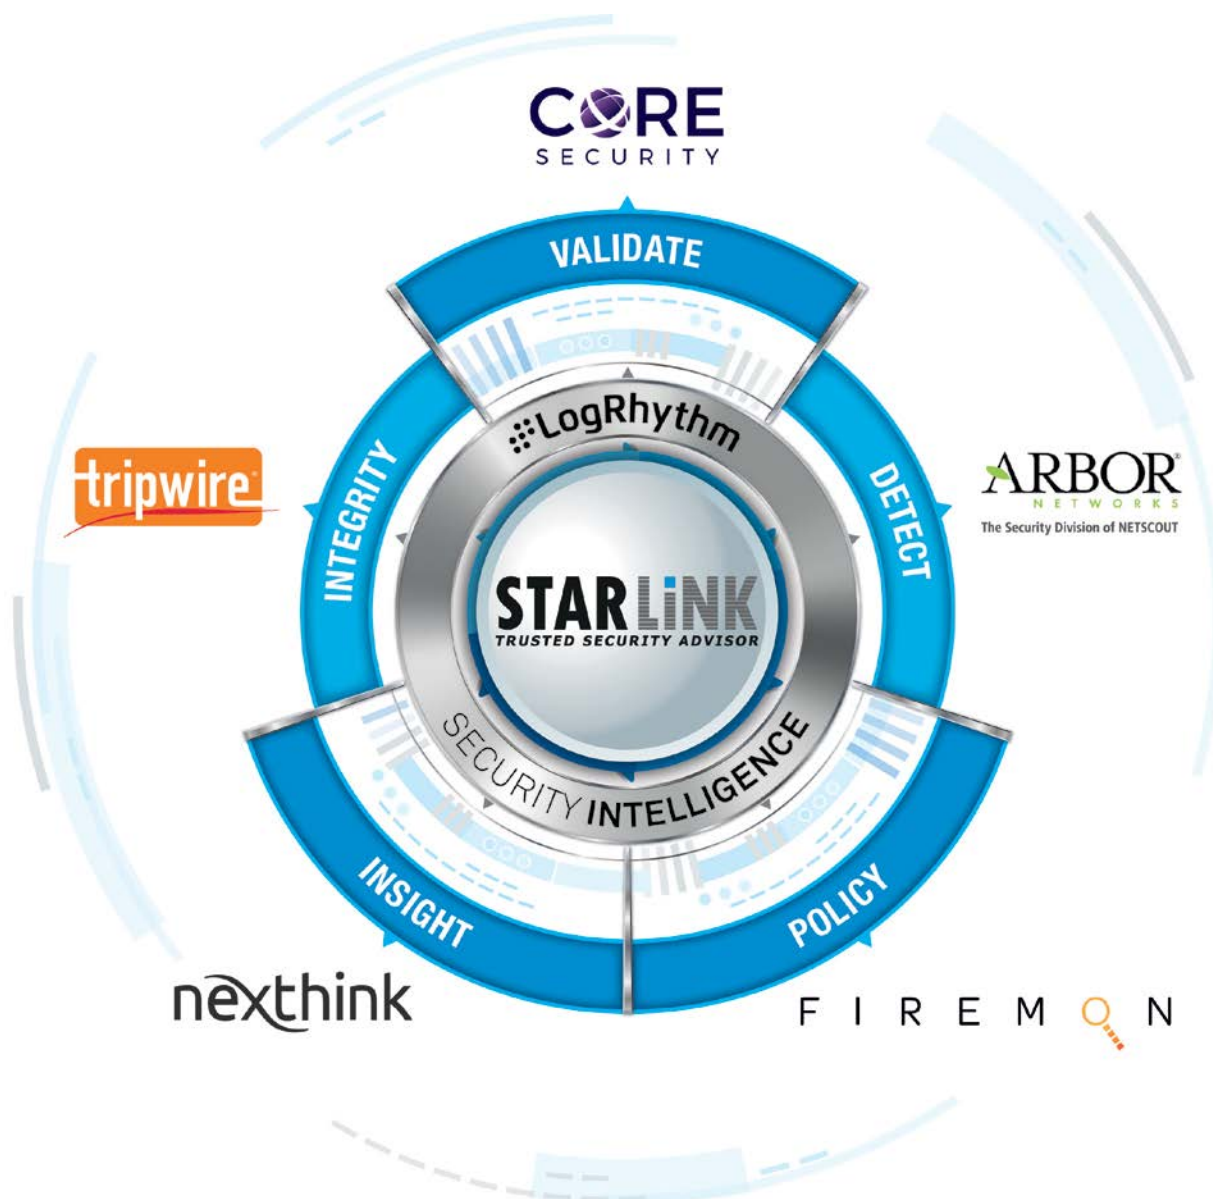 CORE
SECURITY
VALIDATE
LogRhythm
INTEGRITY
DETECT
tripwire
ARBOR
NETWORKS
The Security Division of NETSCOUT
STARLiNK
TRUSTED SECURITY ADVISOR
SECURITY INTELLIGENCE
INSIGHT
POLICY
nexthink
FIREMON